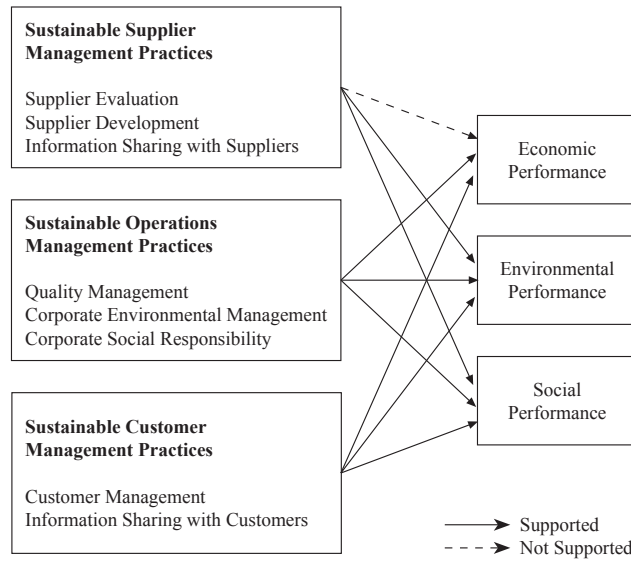 Sustainable Supplier
Management Practices
Supplier Evaluation
Supplier Development
Information Sharing with Suppliers
Sustainable Operations
Management Practices
Quality Management
Corporate Environmental Management
Corporate Social Responsibility
Sustainable Customer
Management Practices
Customer Management
Information Sharing with Customers
Economic
Performance
Environmental
Performance
Social
Performance
Supported
Not Supported